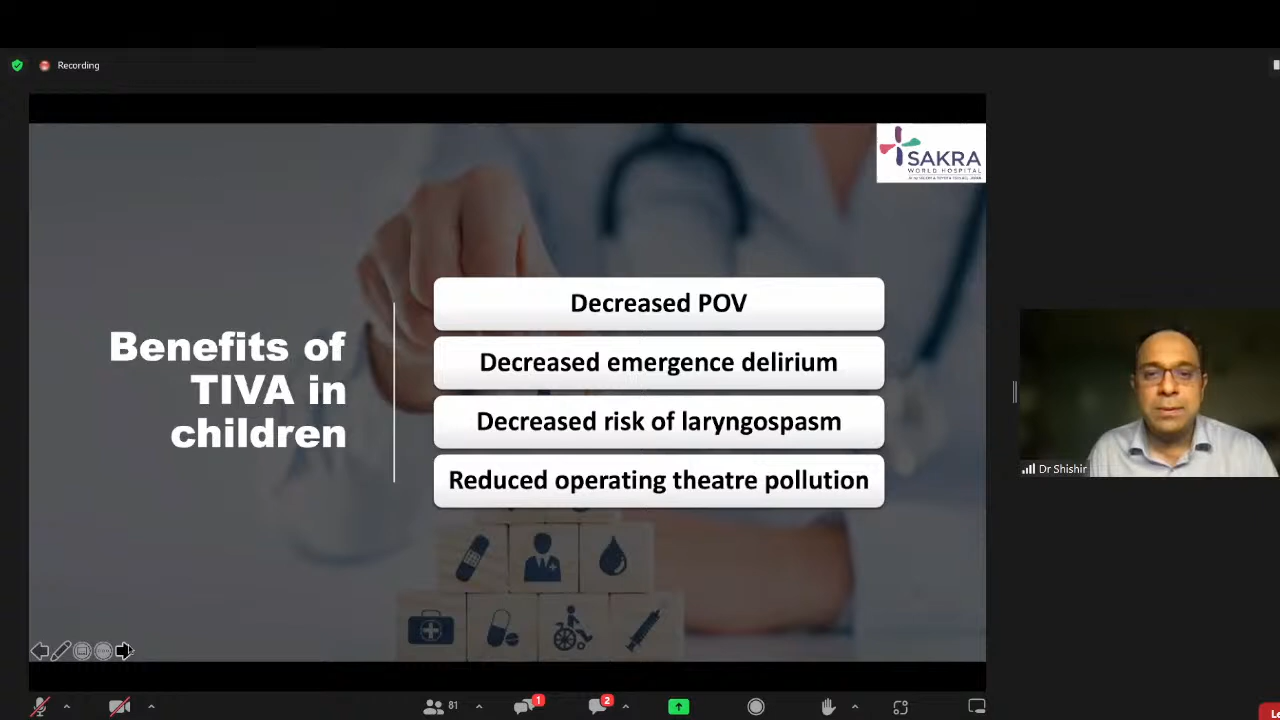 Recording
SAKRA
WORLD HOSPITAL
Benefits of
TIVA in
children
Decreased POV
Decreased emergence delirium
Decreased risk of laryngospasm
Reduced operating theatre pollution
Dr Shishir
81
1
2